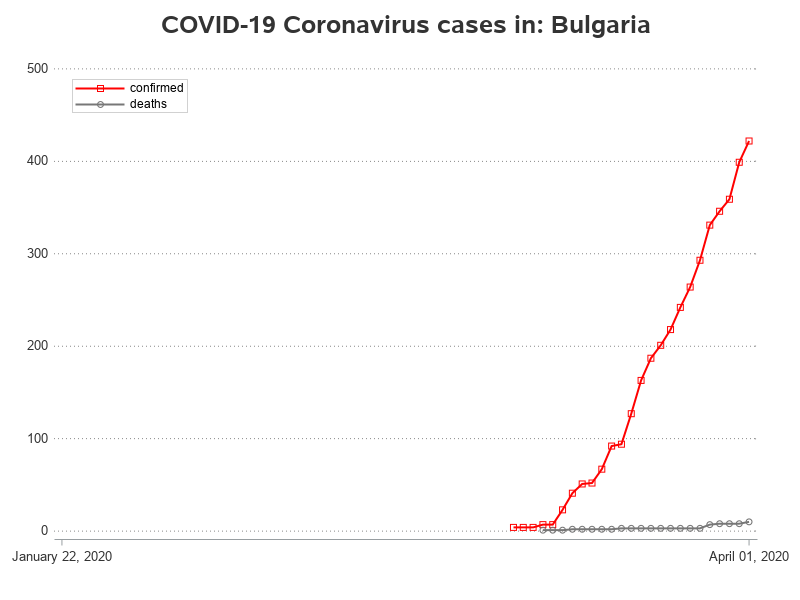 COVID-19 Coronavirus cases in: Bulgaria
500
confirmed
deaths
400
300
200
100
0
January 22, 2020
April 01, 2020